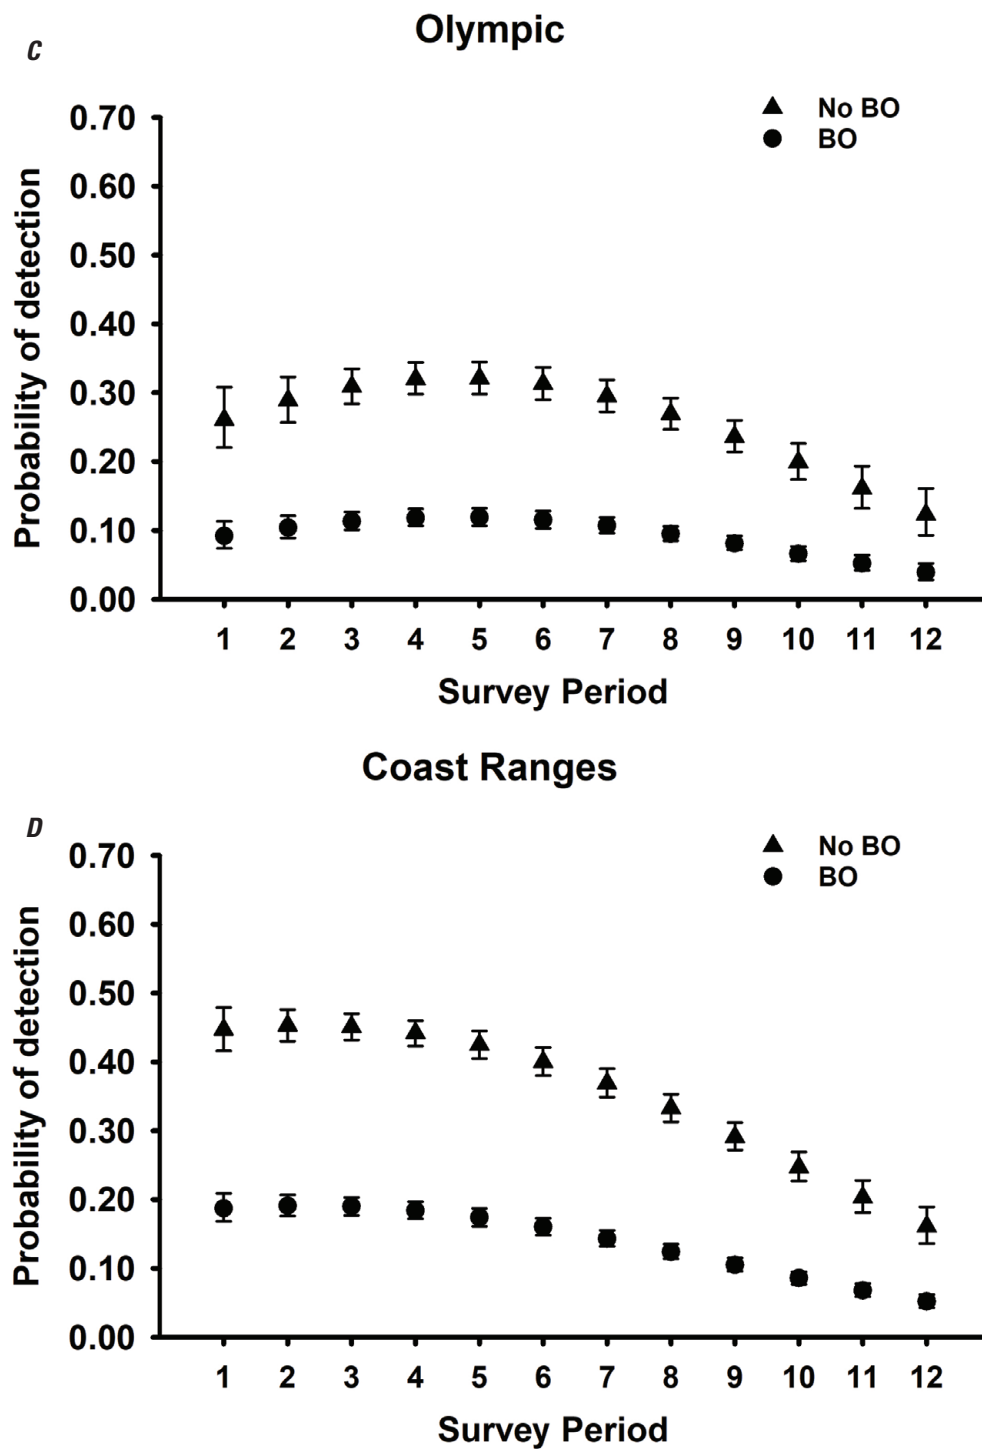 Olympic
C
No BO
BO
0.70
0.60
0.50
0.40
0.30
0.20
0.10
0.00
Probability of detection
1 2 3 4 5 6 7 8 9 10 11 12
Survey Period
Coast Ranges
D
No BO
BO
0.70
0.60
0.50
0.40
0.30
0.20
0.10
0.00
Probability of detection
1 2 3 4 5 6 7 8 9 10 11 12
Survey Period